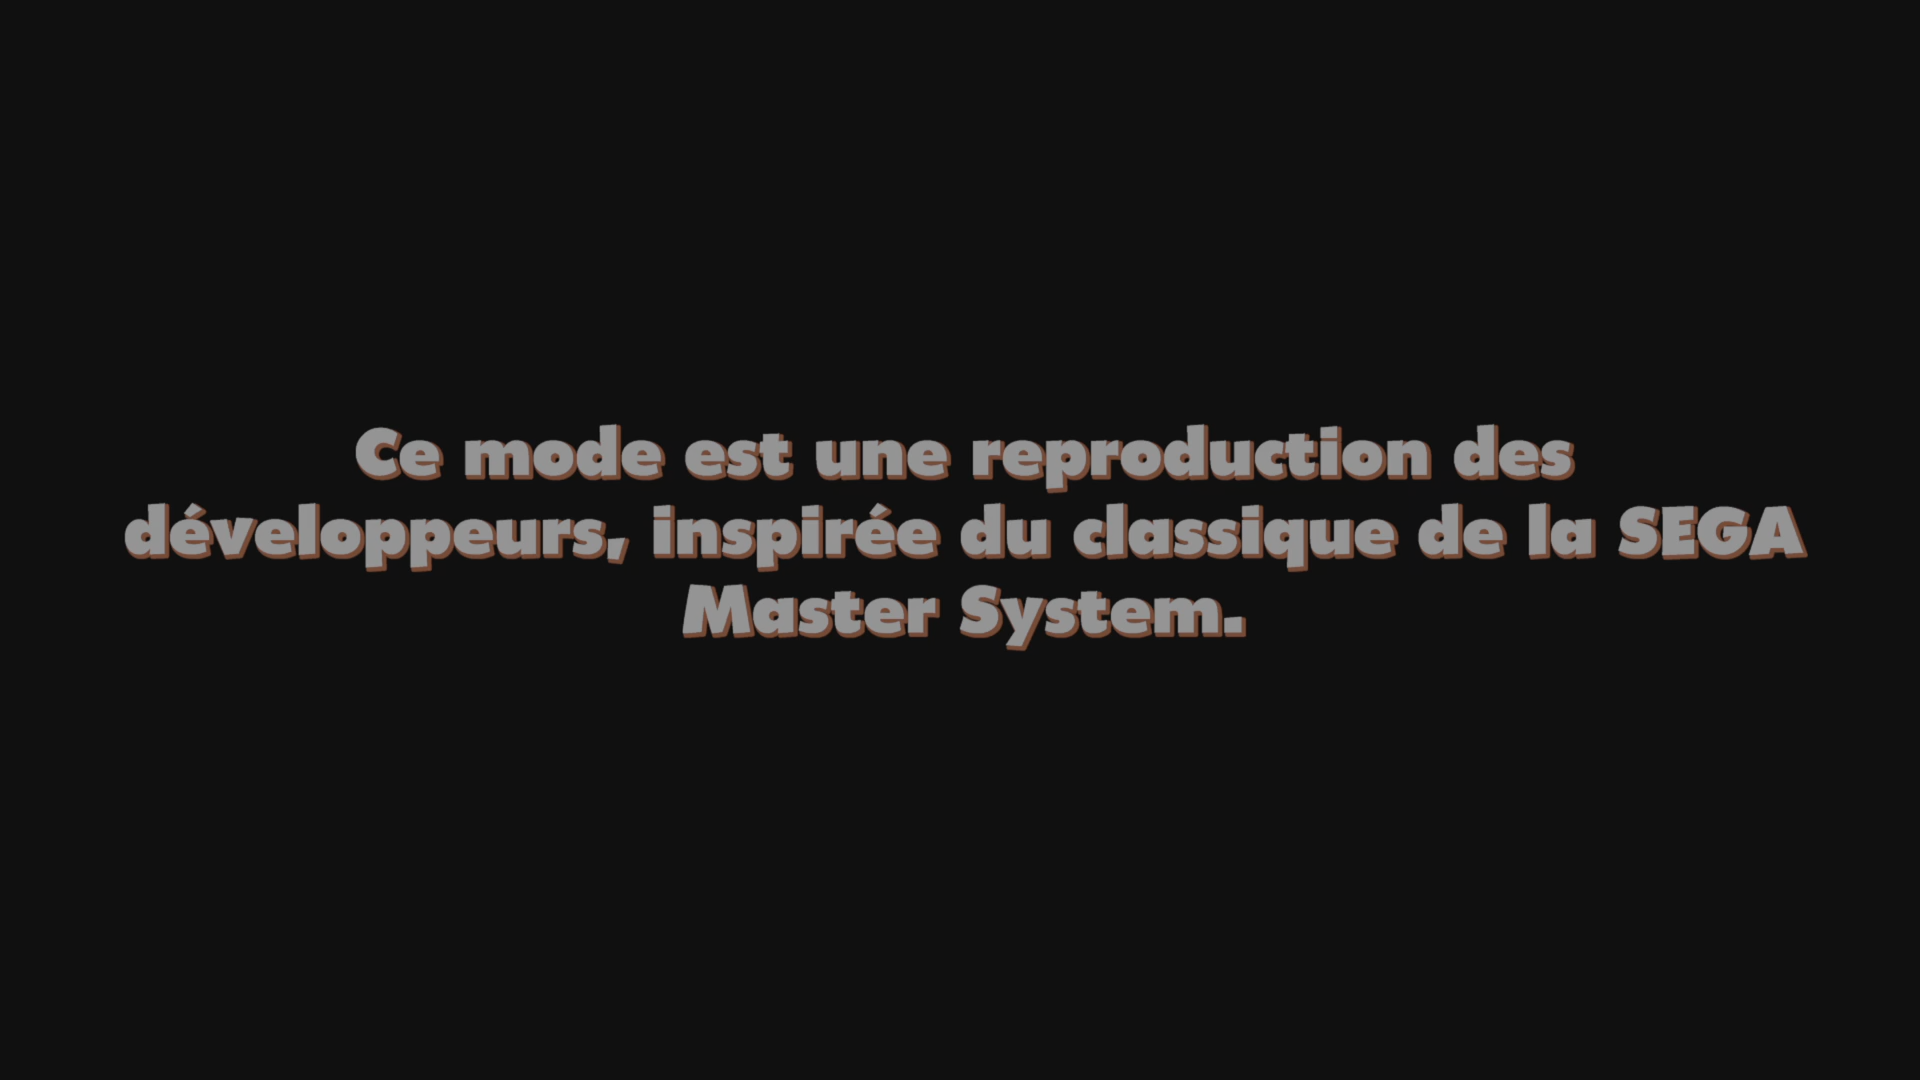 Ce mode est une reproduction des
développeurs, inspirée du classique de la SEGA
Master System.